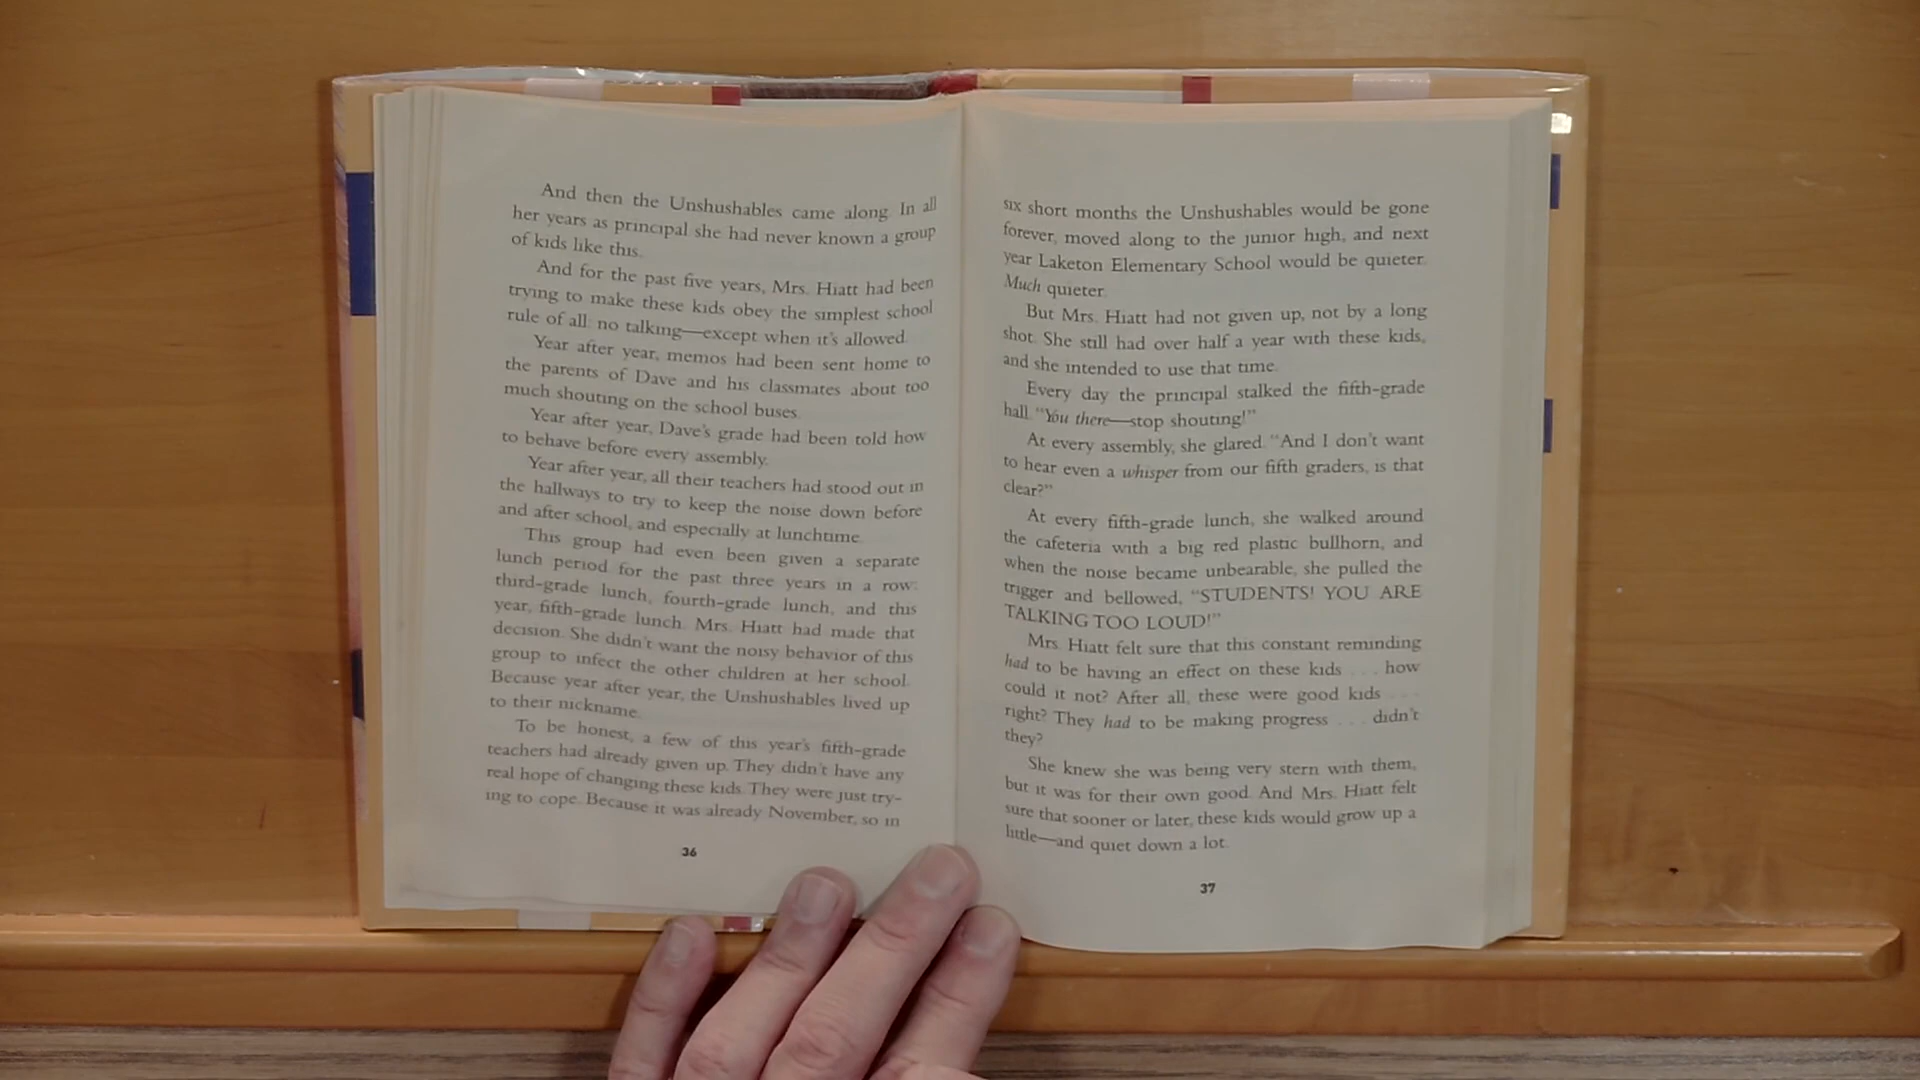 And then the Unshushables came along. In all
her years as principal she had never known a group
of kids like this.
And for the past five years, Mrs. Hiatt had been
trying to make these kids obey the simplest school
rule of all: no talking—except when it's allowed.
Year after year, memos had been sent home to
the parents of Dave and his classmates about too
much shouting on the school buses.
Year after year, Dave's grade had been told how
to behave before every assembly.
Year after year, all their teachers had stood out in
the hallways to try to keep the noise down before
and after school, and especially at lunchtime.
This group had even been given a separate
lunch period for the past three years in a row:
third-grade lunch, fourth-grade lunch, and this
year, fifth-grade lunch. Mrs. Hiatt had made that
decision. She didn't want the noisy behavior of this
group to infect the other children at her school.
Because year after year, the Unshushables lived up
to their nickname.
To be honest, a few of this year's fifth-grade
teachers had already given up. They didn't have any
real hope of changing these kids. They were just try-
ing to cope. Because it was already November, so in
36
six short months the Unshushables would be gone
forever, moved along to the junior high, and next
year Laketon Elementary School would be quieter.
Much quieter.
But Mrs. Hiatt had not given up, not by a long
shot. She still had over half a year with these kids,
and she intended to use that time.
Every day the principal stalked the fifth-grade
hall. "You there—stop shouting!"
At every assembly, she glared. "And I don't want
to hear even a whisper from our fifth graders, is that
clear?"
At every fifth-grade lunch, she walked around
the cafeteria with a big red plastic bullhorn, and
when the noise became unbearable, she pulled the
trigger and bellowed, "STUDENTS! YOU ARE
TALKING TOO LOUD!"
Mrs. Hiatt felt sure that this constant reminding
had to be having an effect on these kids . . . how
could it not? After all, these were good kids . . .
right? They had to be making progress . . . didn't
they?
She knew she was being very stern with them,
but it was for their own good. And Mrs. Hiatt felt
sure that sooner or later, these kids would grow up a
little—and quiet down a lot.
37